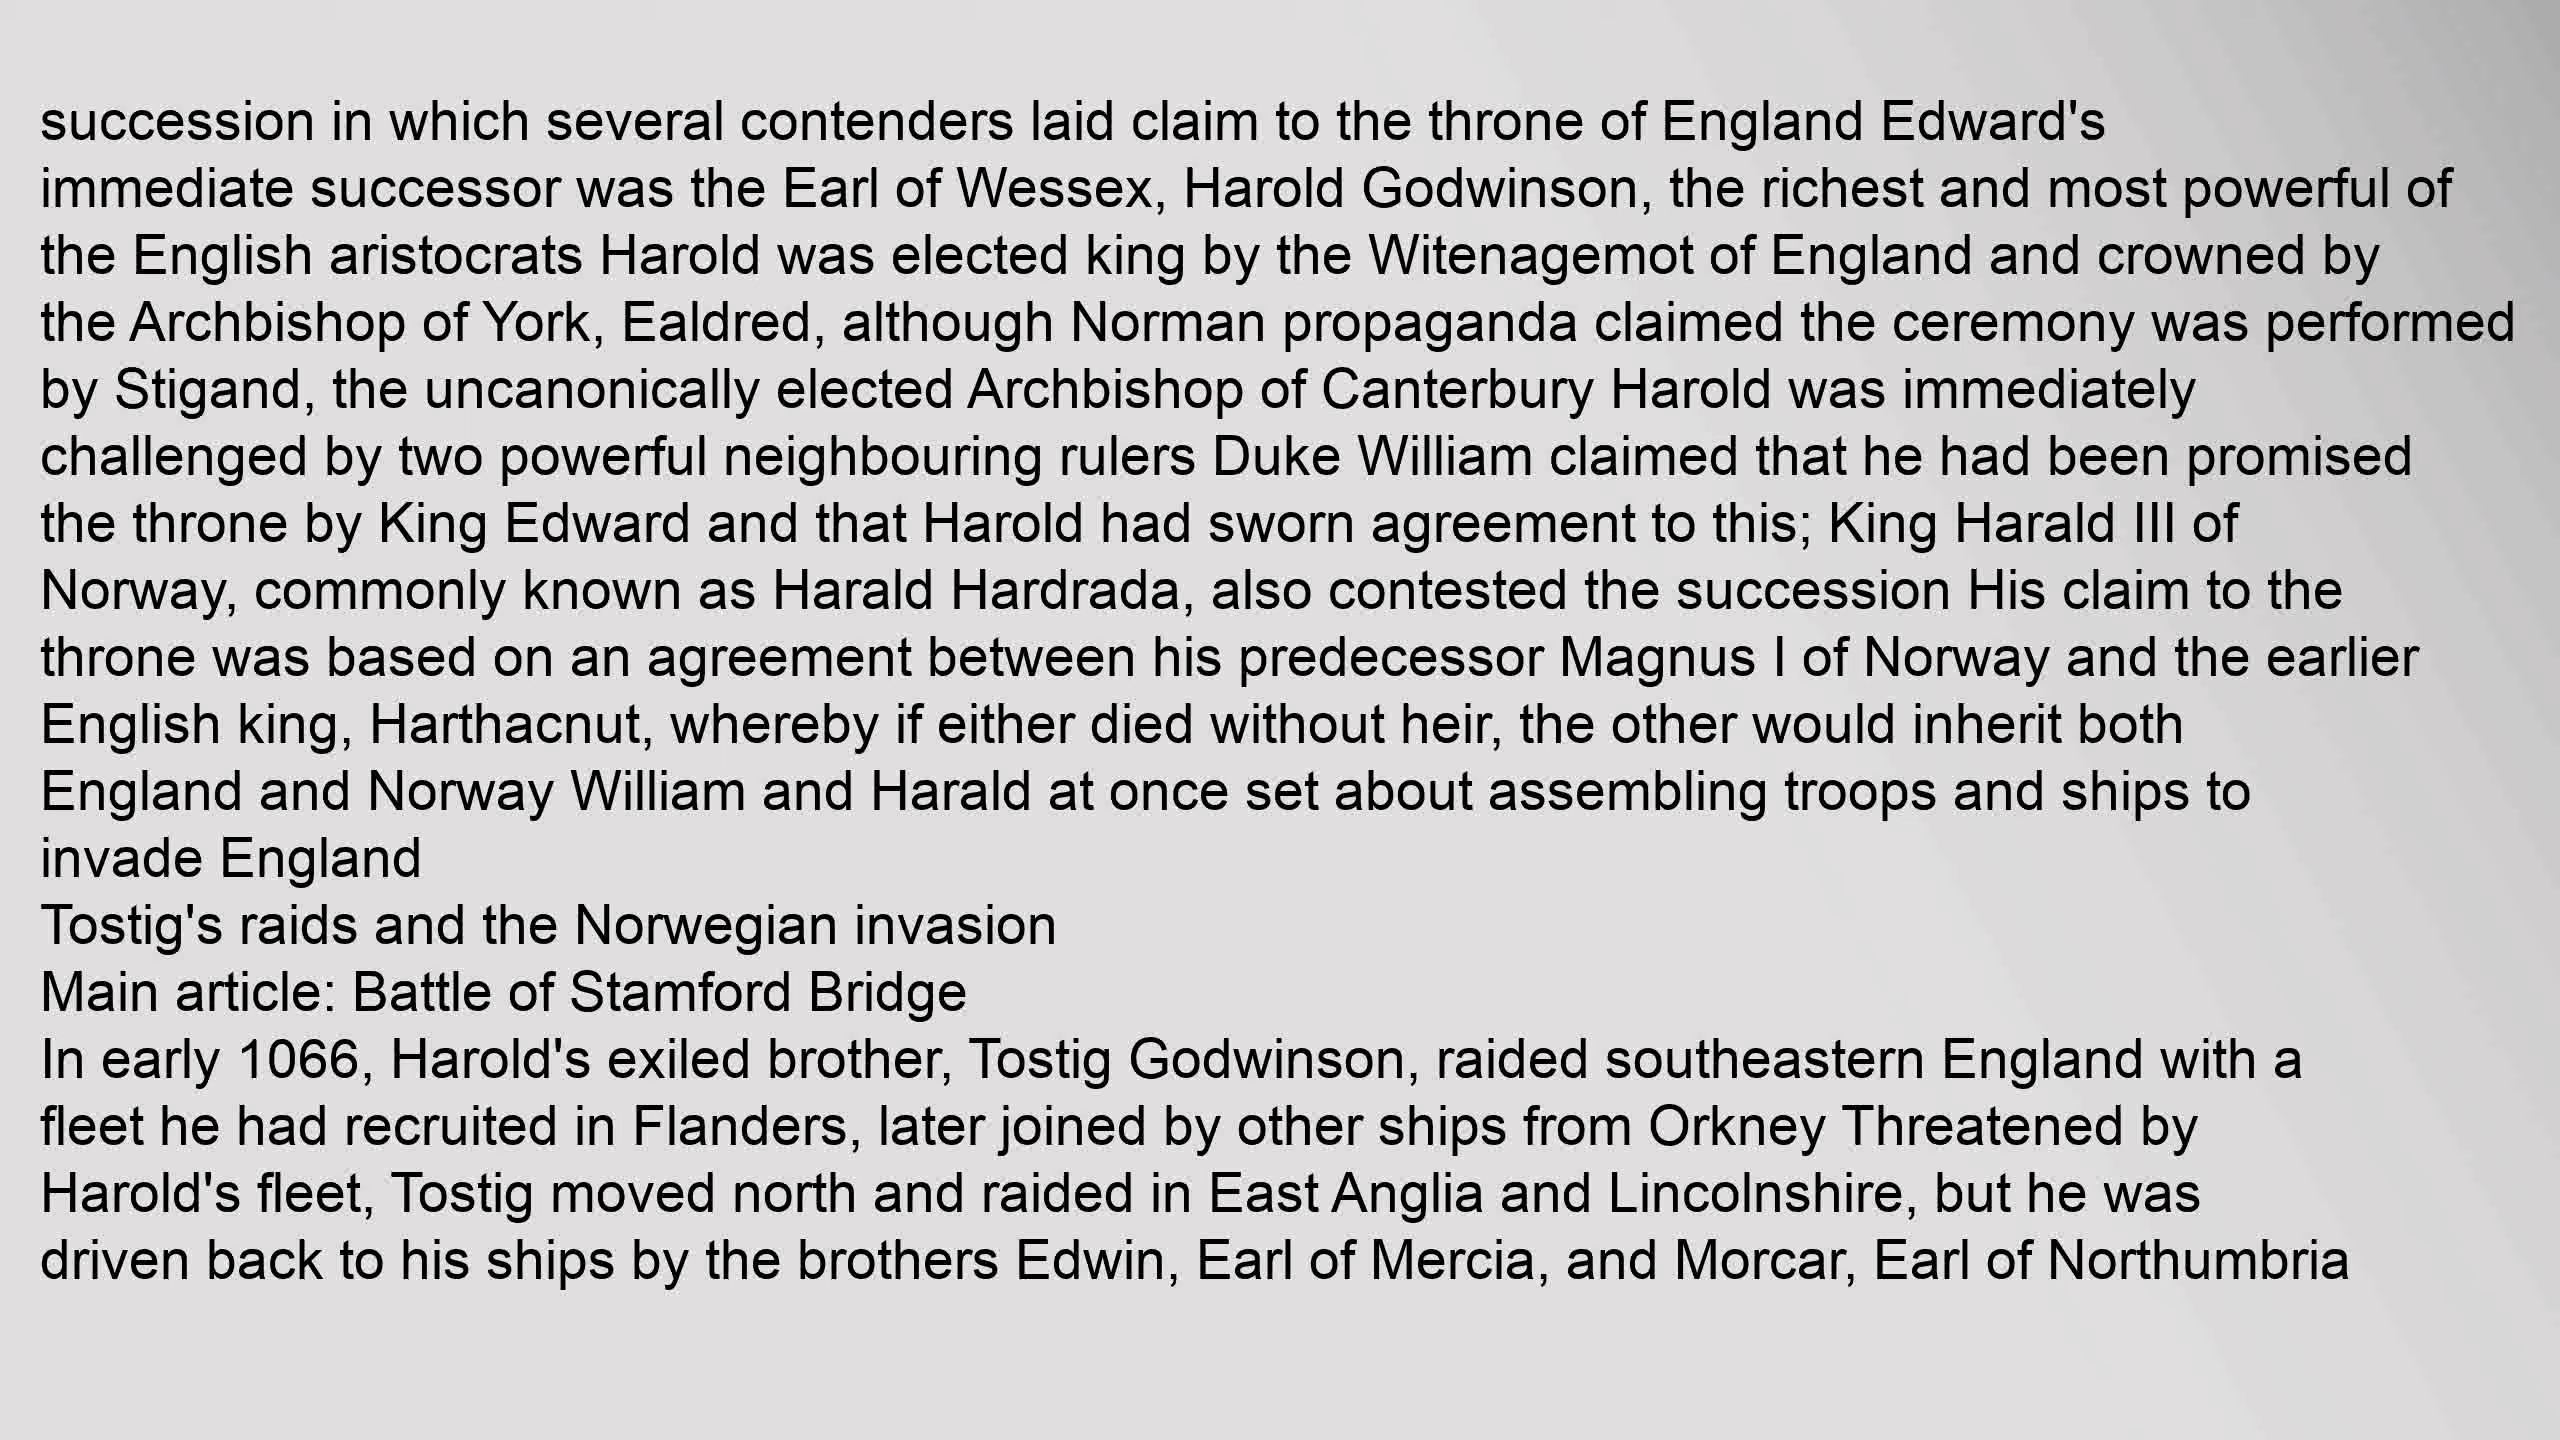 succession in which several contenders laid claim to the throne of England Edward's
immediate successor was the Earl of Wessex, Harold Godwinson, the richest and most powerful of
the English aristocrats Harold was elected king by the Witenagemot of England and crowned by
the Archbishop of York, Ealdred, although Norman propaganda claimed the ceremony was performed
by Stigand, the uncanonically elected Archbishop of Canterbury Harold was immediately
challenged by two powerful neighbouring rulers Duke William claimed that he had been promised
the throne by King Edward and that Harold had sworn agreement to this; King Harald III of
Norway, commonly known as Harald Hardrada, also contested the succession His claim to the
throne was based on an agreement between his predecessor Magnus I of Norway and the earlier
English king, Harthacnut, whereby if either died without heir, the other would inherit both
England and Norway William and Harald at once set about assembling troops and ships to
invade England
Tostig's raids and the Norwegian invasion
Main article: Battle of Stamford Bridge
In early 1066, Harold's exiled brother, Tostig Godwinson, raided southeastern England with a
fleet he had recruited in Flanders, later joined by other ships from Orkney Threatened by
Harold's fleet, Tostig moved north and raided in East Anglia and Lincolnshire, but he was
driven back to his ships by the brothers Edwin, Earl of Mercia, and Morcar, Earl of Northumbria